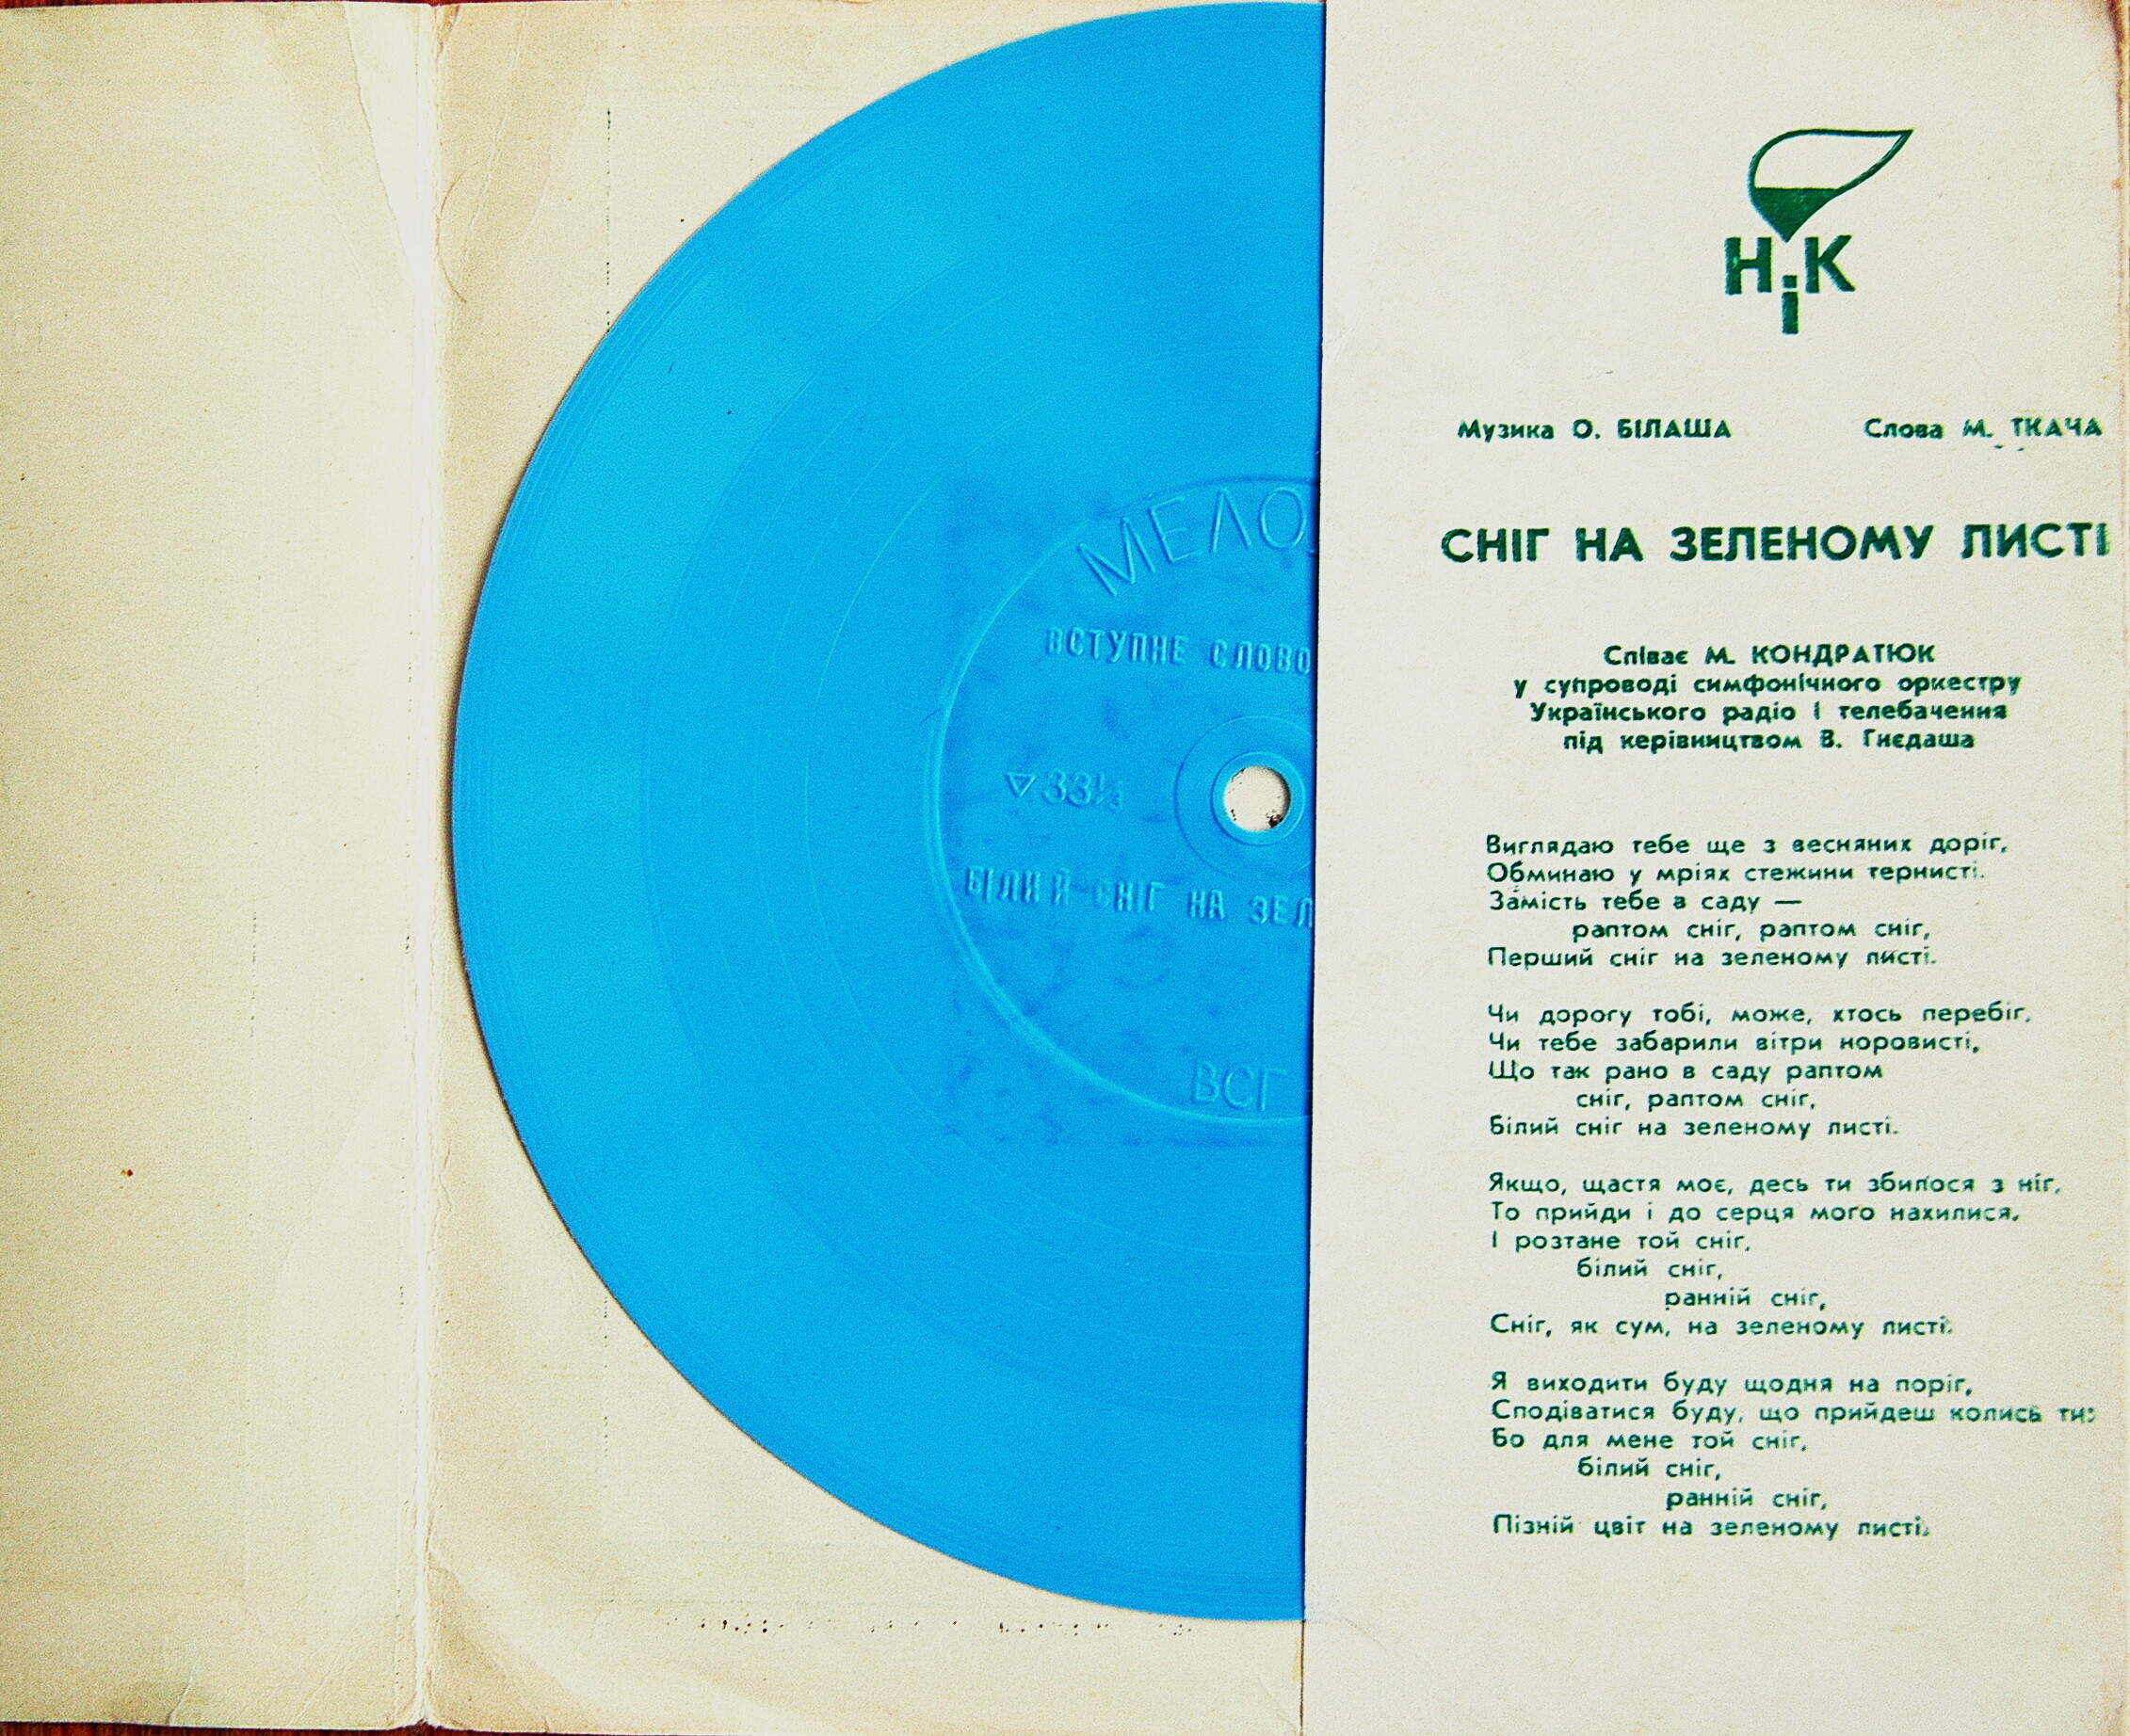 МЕЛО
ВСТУПНЕ СЛОВО
33⅓
БІЛИЙ СНІГ НА ЗЕЛ
ВСГ
НіК
Музика О. БІЛАША Слова М. ТКАЧА
СНІГ НА ЗЕЛЕНОМУ ЛИСТІ
Співає М. КОНДРАТЮК
у супроводі симфонічного оркестру
Українського радіо і телебачення
під керівництвом В. Гнєдаша
Виглядаю тебе ще з весняних доріг,
Обминаю у мріях стежини тернисті.
Замість тебе в саду —
раптом сніг, раптом сніг,
Перший сніг на зеленому листі.
Чи дорогу тобі, може, хтось перебіг,
Чи тебе забарили вітри норовисті,
Що так рано в саду раптом
сніг, раптом сніг,
Білий сніг на зеленому листі.
Якщо, щастя моє, десь ти збилося з ніг,
То прийди і до серця мого нахилися,
І розтане той сніг,
білий сніг,
ранній сніг,
Сніг, як сум, на зеленому листі.
Я виходити буду щодня на поріг,
Сподіватися буду, що прийдеш колись ти:
Бо для мене той сніг,
білий сніг,
ранній сніг,
Пізній цвіт на зеленому листі.